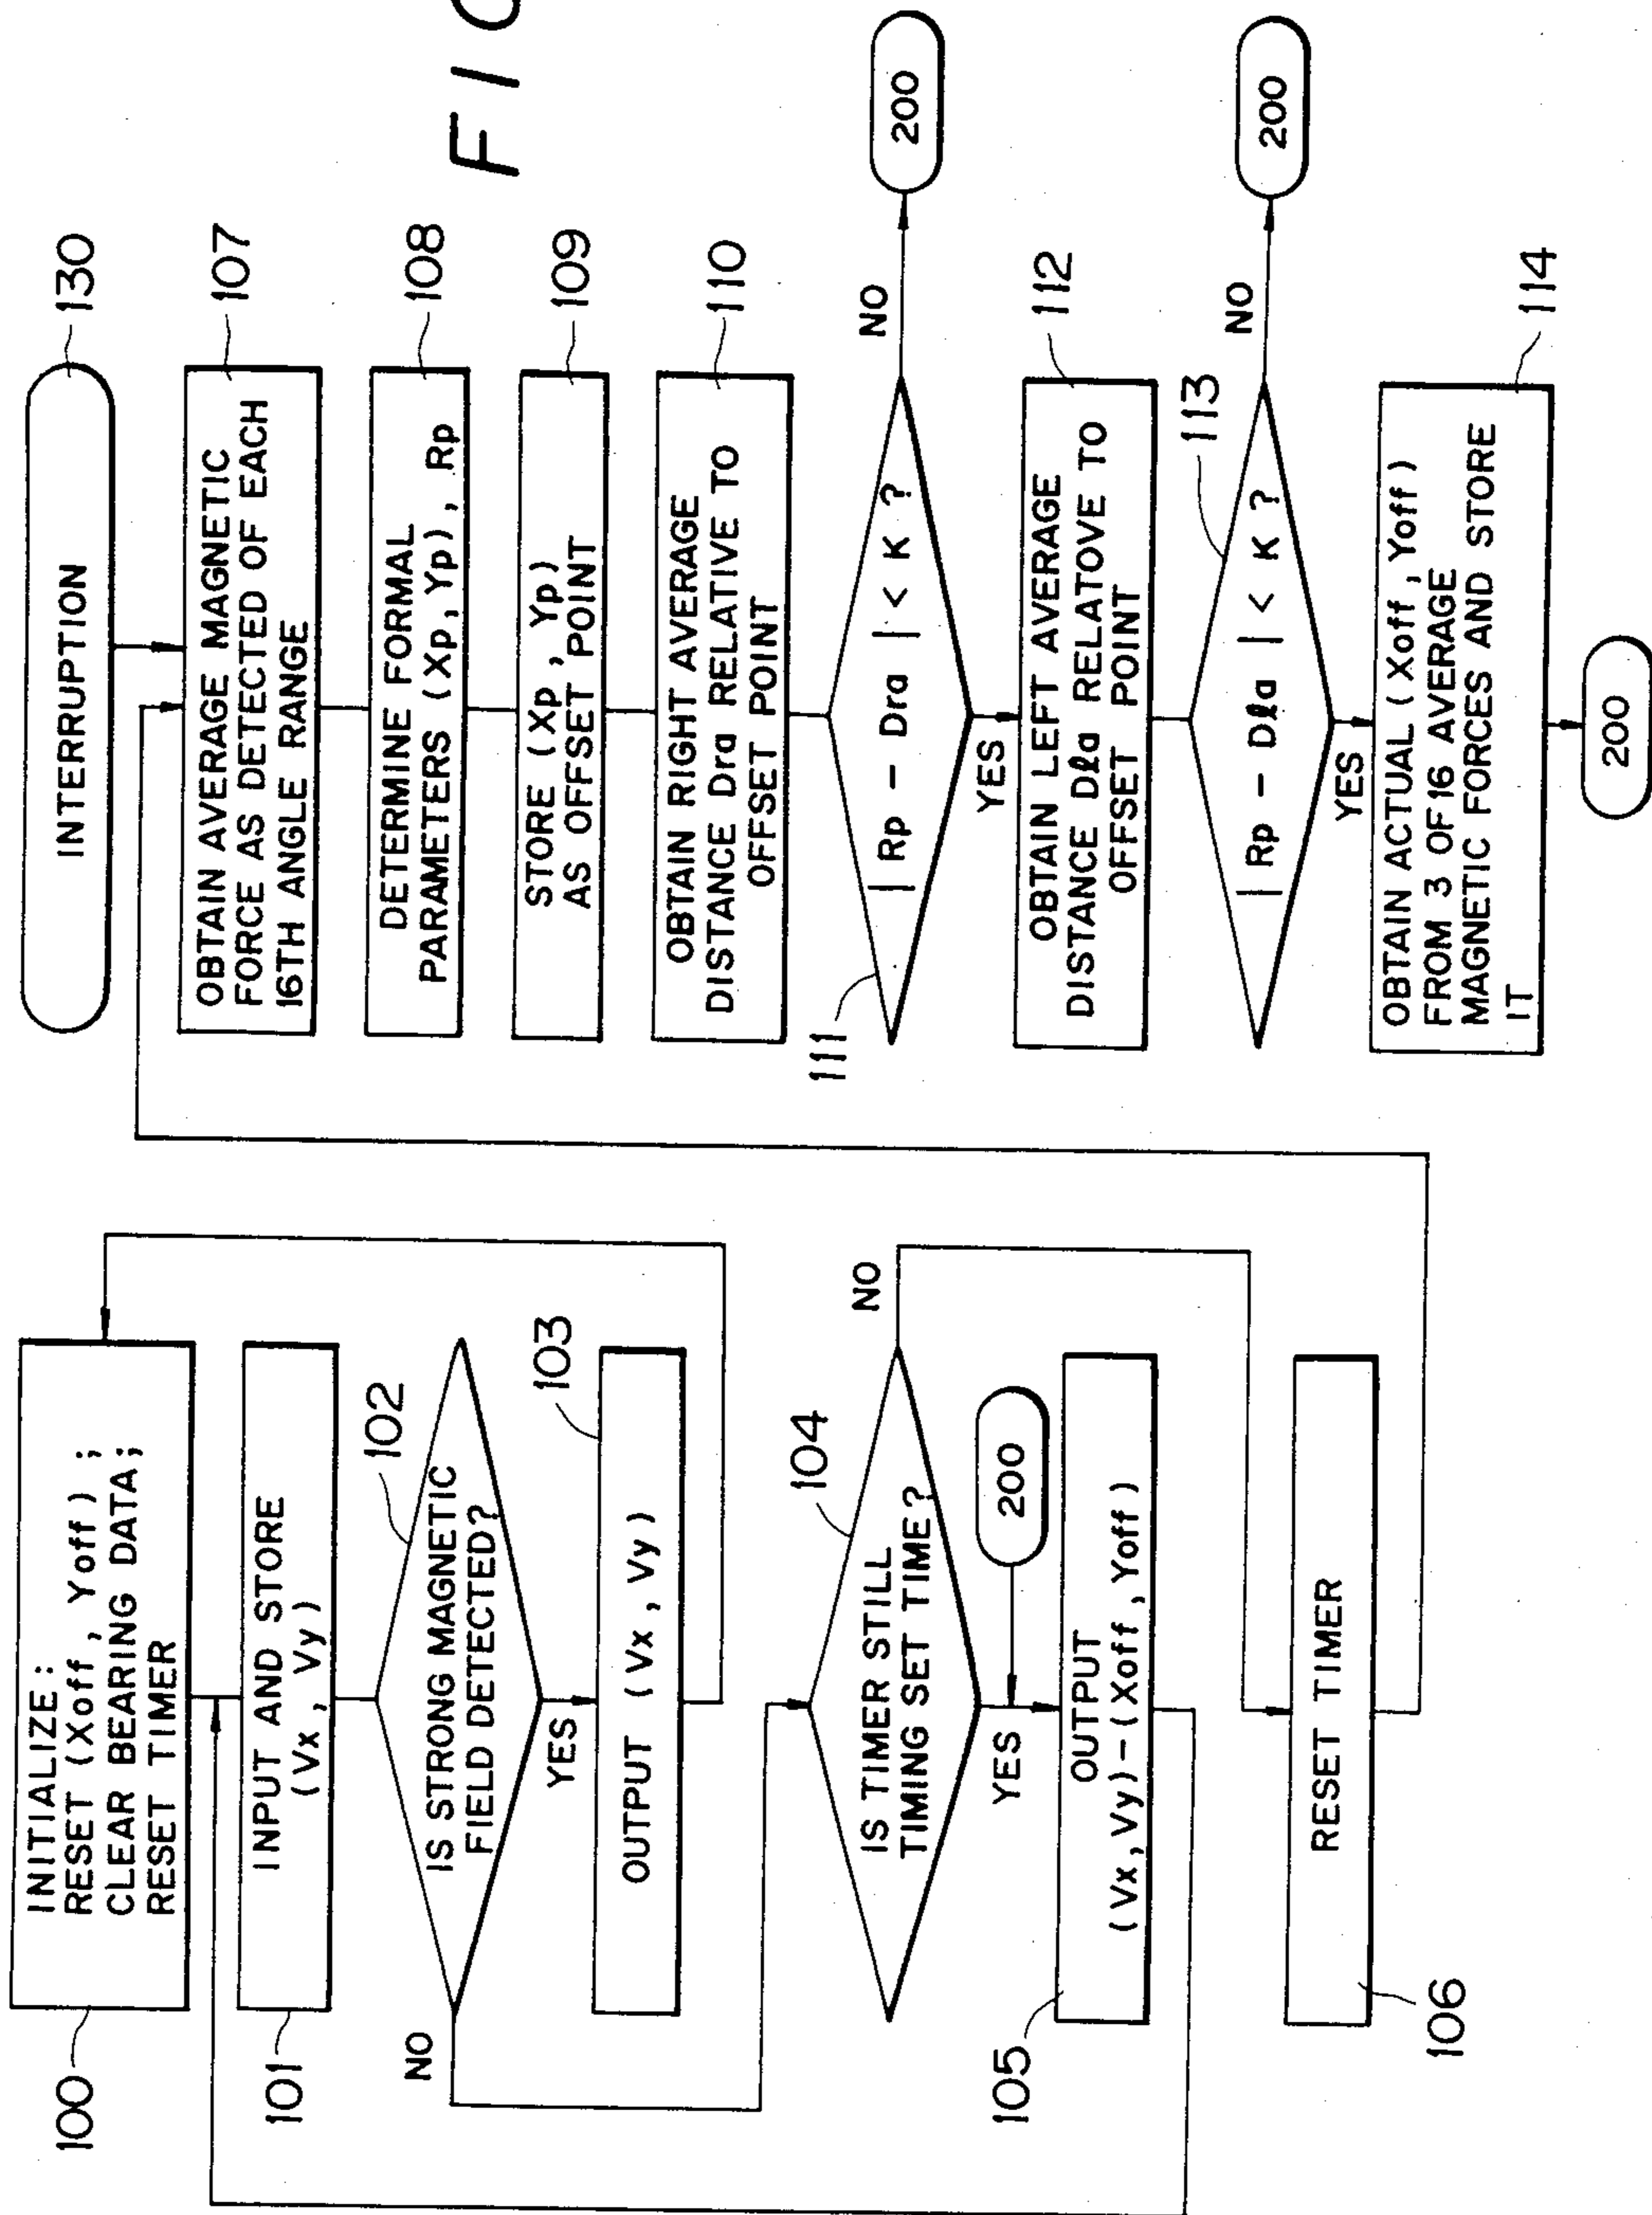 FIG
100
INITIALIZE:
RESET (Xoff, Yoff);
CLEAR BEARING DATA;
RESET TIMER
101
INPUT AND STORE
(Vx, Vy)
102
IS STRONG MAGNETIC
FIELD DETECTED?
NO
YES
103
OUTPUT (Vx, Vy)
104
IS TIMER STILL
TIMING SET TIME?
NO
YES
200
105
OUTPUT
(Vx, Vy)-(Xoff, Yoff)
106
RESET TIMER
INTERRUPTION
130
OBTAIN AVERAGE MAGNETIC
FORCE AS DETECTED OF EACH
16TH ANGLE RANGE
107
DETERMINE FORMAL
PARAMETERS (Xp, Yp), Rp
108
STORE (Xp, Yp)
AS OFFSET POINT
109
OBTAIN RIGHT AVERAGE
DISTANCE Dra RELATIVE TO
OFFSET POINT
110
111
|Rp - Dra| < K ?
NO
200
YES
OBTAIN LEFT AVERAGE
DISTANCE Dℓa RELATOVE TO
OFFSET POINT
112
113
|Rp - Dℓa| < K ?
NO
200
YES
OBTAIN ACTUAL (Xoff, Yoff)
FROM 3 OF 16 AVERAGE
MAGNETIC FORCES AND STORE
IT
114
200